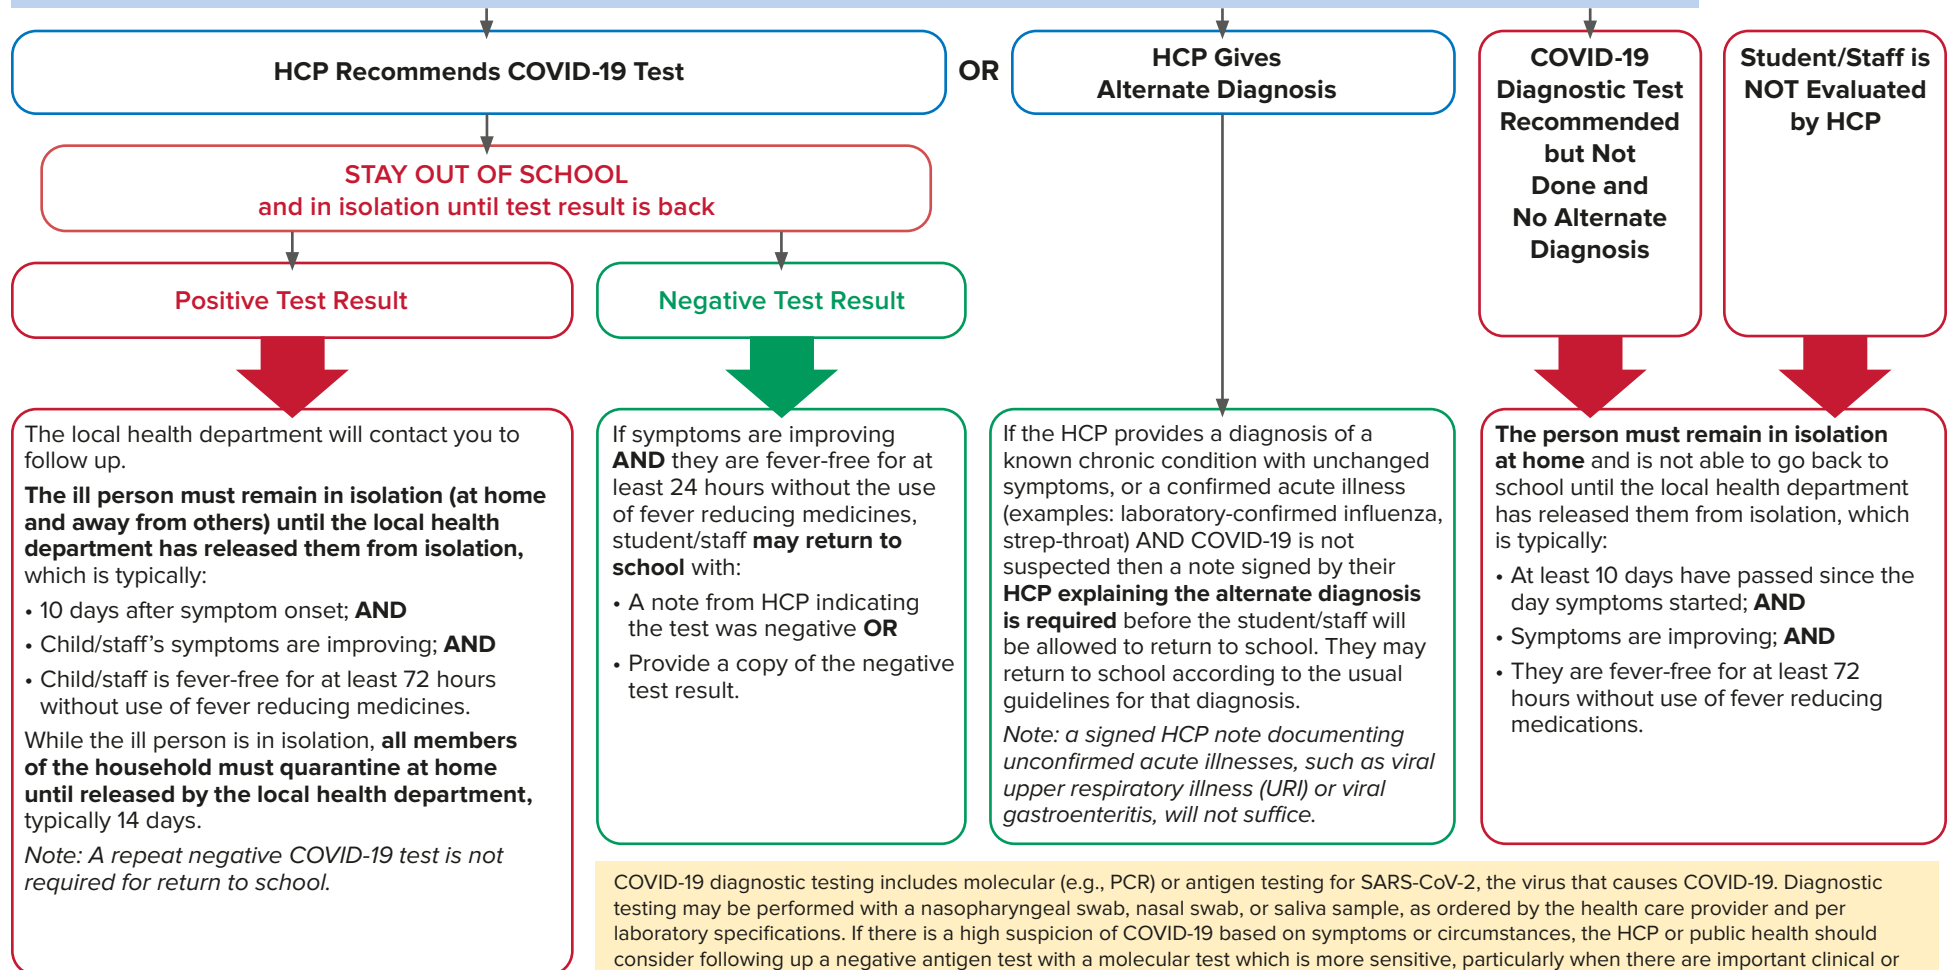 HCP Recommends COVID-19 Test
OR
HCP Gives
Alternate Diagnosis
COVID-19
Diagnostic Test
Recommended
but Not
Done and
No Alternate
Diagnosis
Student/Staff is
NOT Evaluated
by HCP
STAY OUT OF SCHOOL
and in isolation until test result is back
Positive Test Result
Negative Test Result
The local health department will contact you to
follow up.
The ill person must remain in isolation (at home
and away from others) until the local health
department has released them from isolation,
which is typically:
• 10 days after symptom onset; AND
• Child/staff’s symptoms are improving; AND
• Child/staff is fever-free for at least 72 hours
without use of fever reducing medicines.
While the ill person is in isolation, all members
of the household must quarantine at home
until released by the local health department,
typically 14 days.
Note: A repeat negative COVID-19 test is not
required for return to school.
If symptoms are improving
AND they are fever-free for at
least 24 hours without the use
of fever reducing medicines,
student/staff may return to
school with:
• A note from HCP indicating
the test was negative OR
• Provide a copy of the negative
test result.
If the HCP provides a diagnosis of a
known chronic condition with unchanged
symptoms, or a confirmed acute illness
(examples: laboratory-confirmed influenza,
strep-throat) AND COVID-19 is not
suspected then a note signed by their
HCP explaining the alternate diagnosis
is required before the student/staff will
be allowed to return to school. They may
return to school according to the usual
guidelines for that diagnosis.
Note: a signed HCP note documenting
unconfirmed acute illnesses, such as viral
upper respiratory illness (URI) or viral
gastroenteritis, will not suffice.
The person must remain in isolation
at home and is not able to go back to
school until the local health department
has released them from isolation, which
is typically:
• At least 10 days have passed since the
day symptoms started; AND
• Symptoms are improving; AND
• They are fever-free for at least 72
hours without use of fever reducing
medications.
COVID-19 diagnostic testing includes molecular (e.g., PCR) or antigen testing for SARS-CoV-2, the virus that causes COVID-19. Diagnostic
testing may be performed with a nasopharyngeal swab, nasal swab, or saliva sample, as ordered by the health care provider and per
laboratory specifications. If there is a high suspicion of COVID-19 based on symptoms or circumstances, the HCP or public health should
consider following up a negative antigen test with a molecular test which is more sensitive, particularly when there are important clinical or